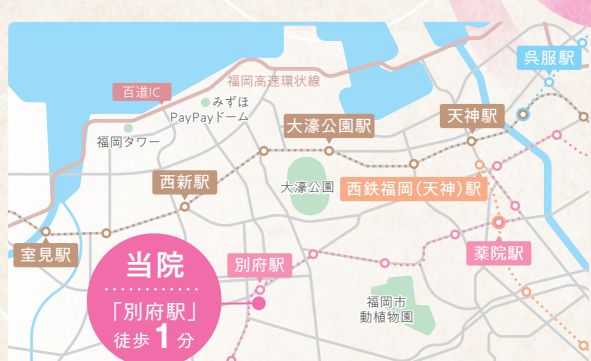 呉服駅
福岡高速環状線
百道IC
みずほ
PayPayドーム
天神駅
大濠公園駅
福岡タワー
西新駅
大濠公園
西鉄福岡(天神)駅
室見駅
薬院駅
当院
「別府駅」
徒歩1分
別府駅
福岡市
動植物園